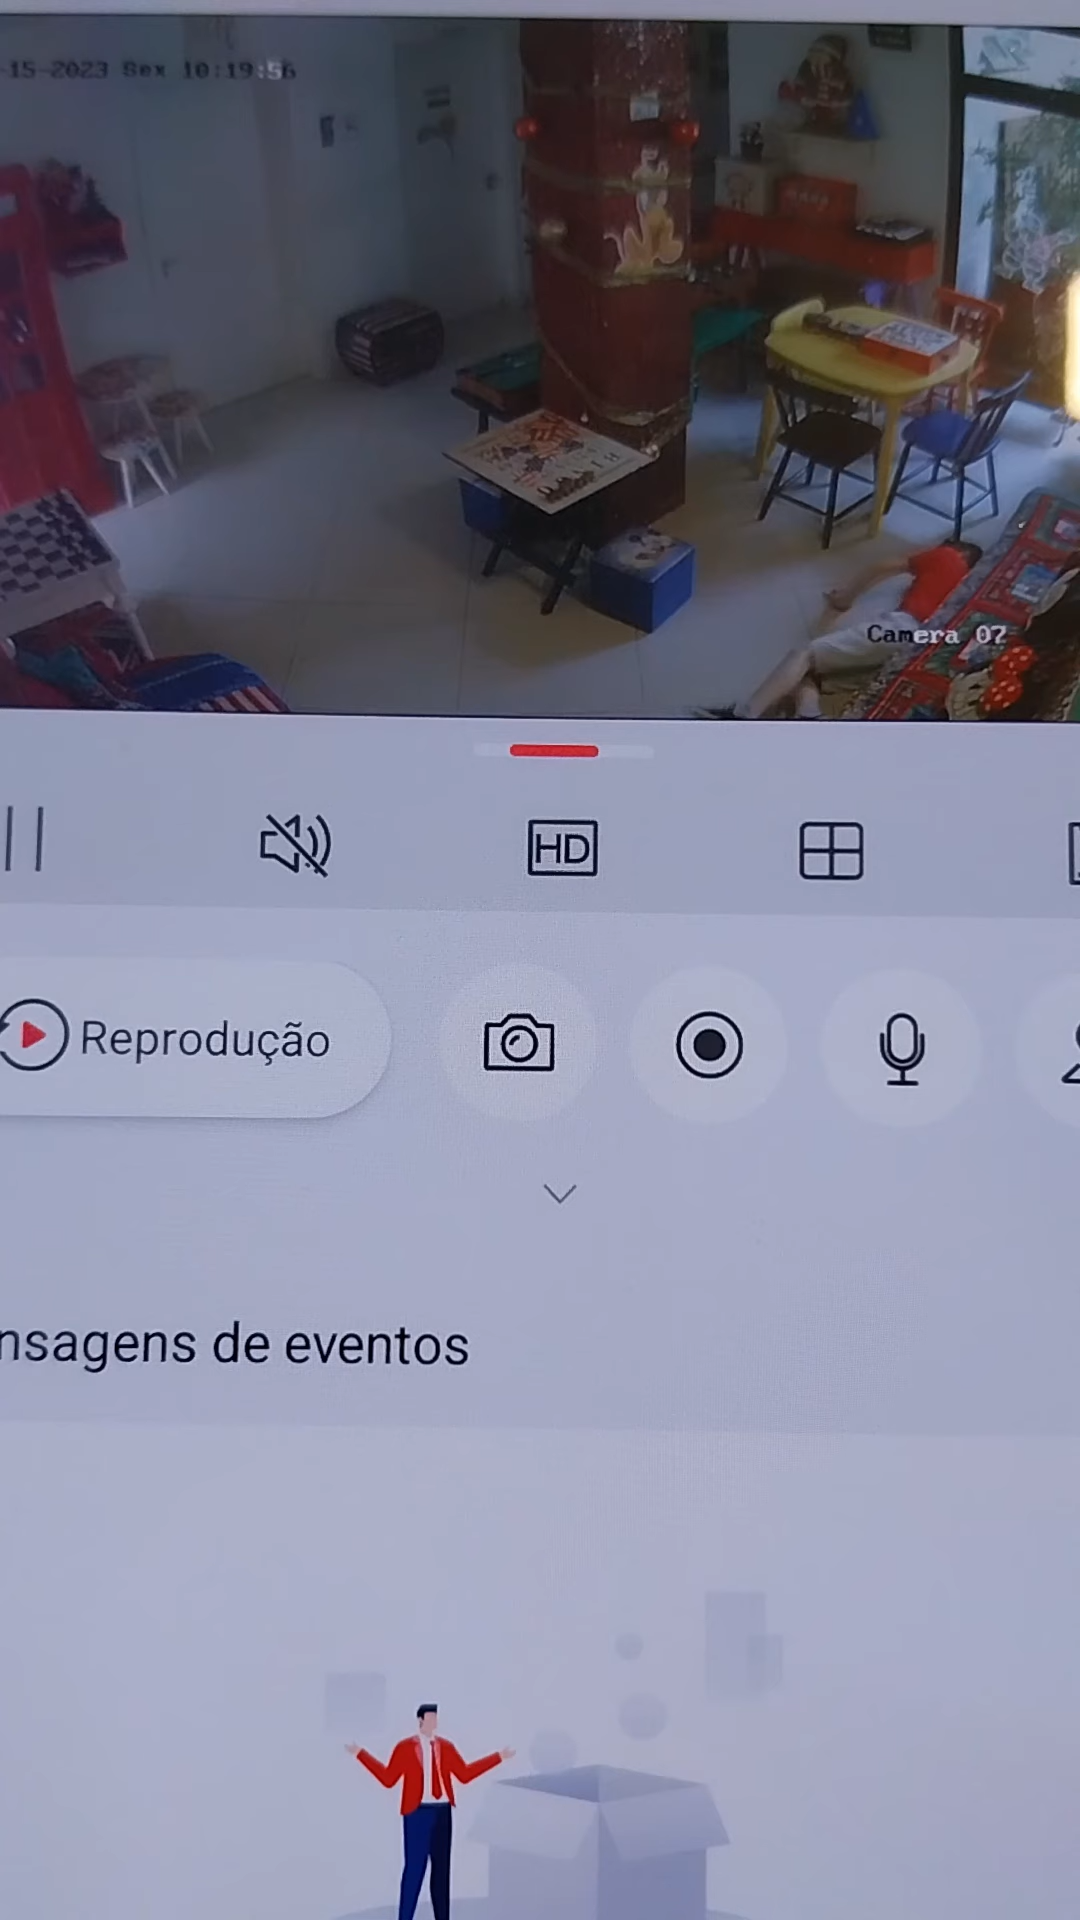 -15-2023 Sex 10:19:56
Camera 07
HD
Reprodução
nsagens de eventos